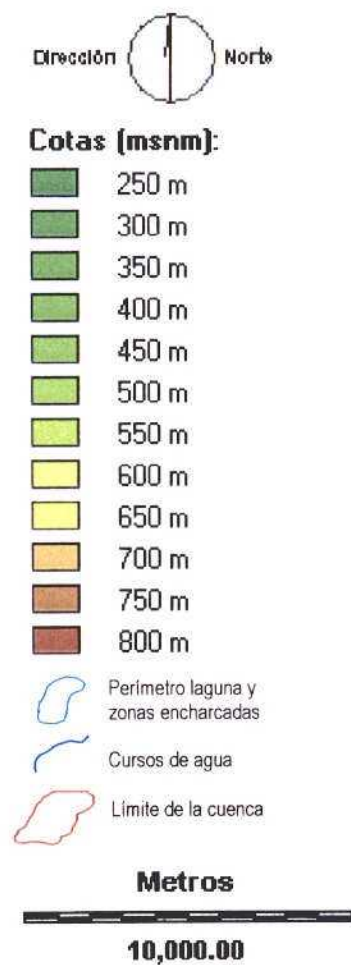 Dirección Norte
Cotas (msnm):
250 m
300 m
350 m
400 m
450 m
500 m
550 m
600 m
650 m
700 m
750 m
800 m
Perímetro laguna y
zonas encharcadas
Cursos de agua
Límite de la cuenca
Metros
10,000.00